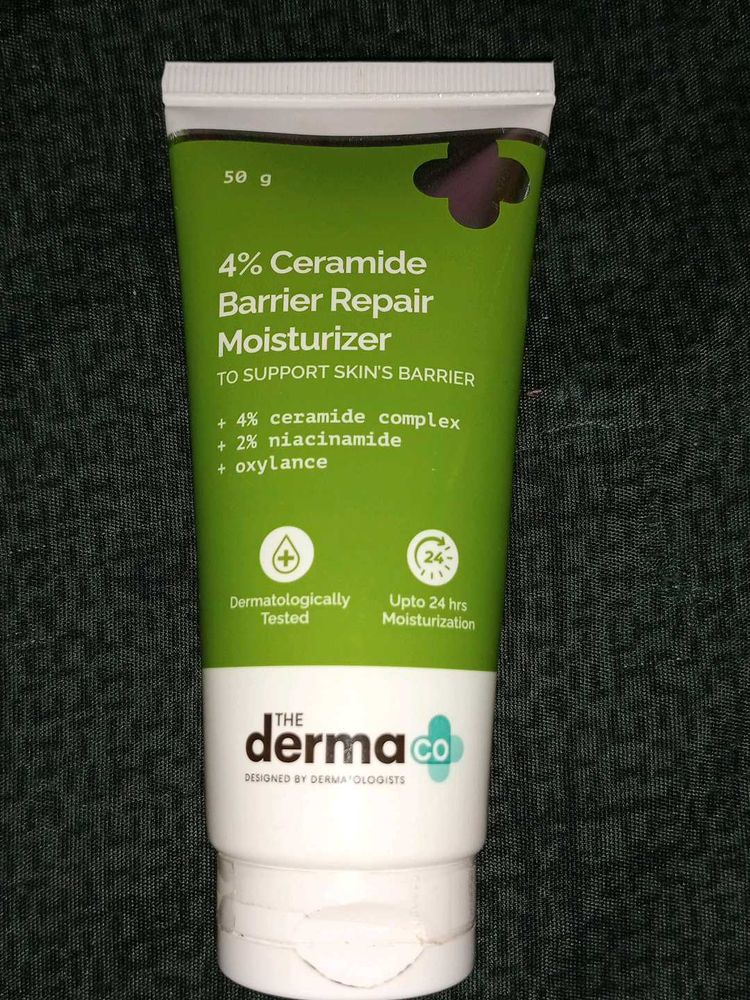 50 g
4% Ceramide
Barrier Repair
Moisturizer
TO SUPPORT SKIN'S BARRIER
+ 4% ceramide complex
+ 2% niacinamide
+ oxylance
Dermatologically
Tested
24
Upto 24 hrs
Moisturization
THE
derma co
DESIGNED BY DERMATOLOGISTS